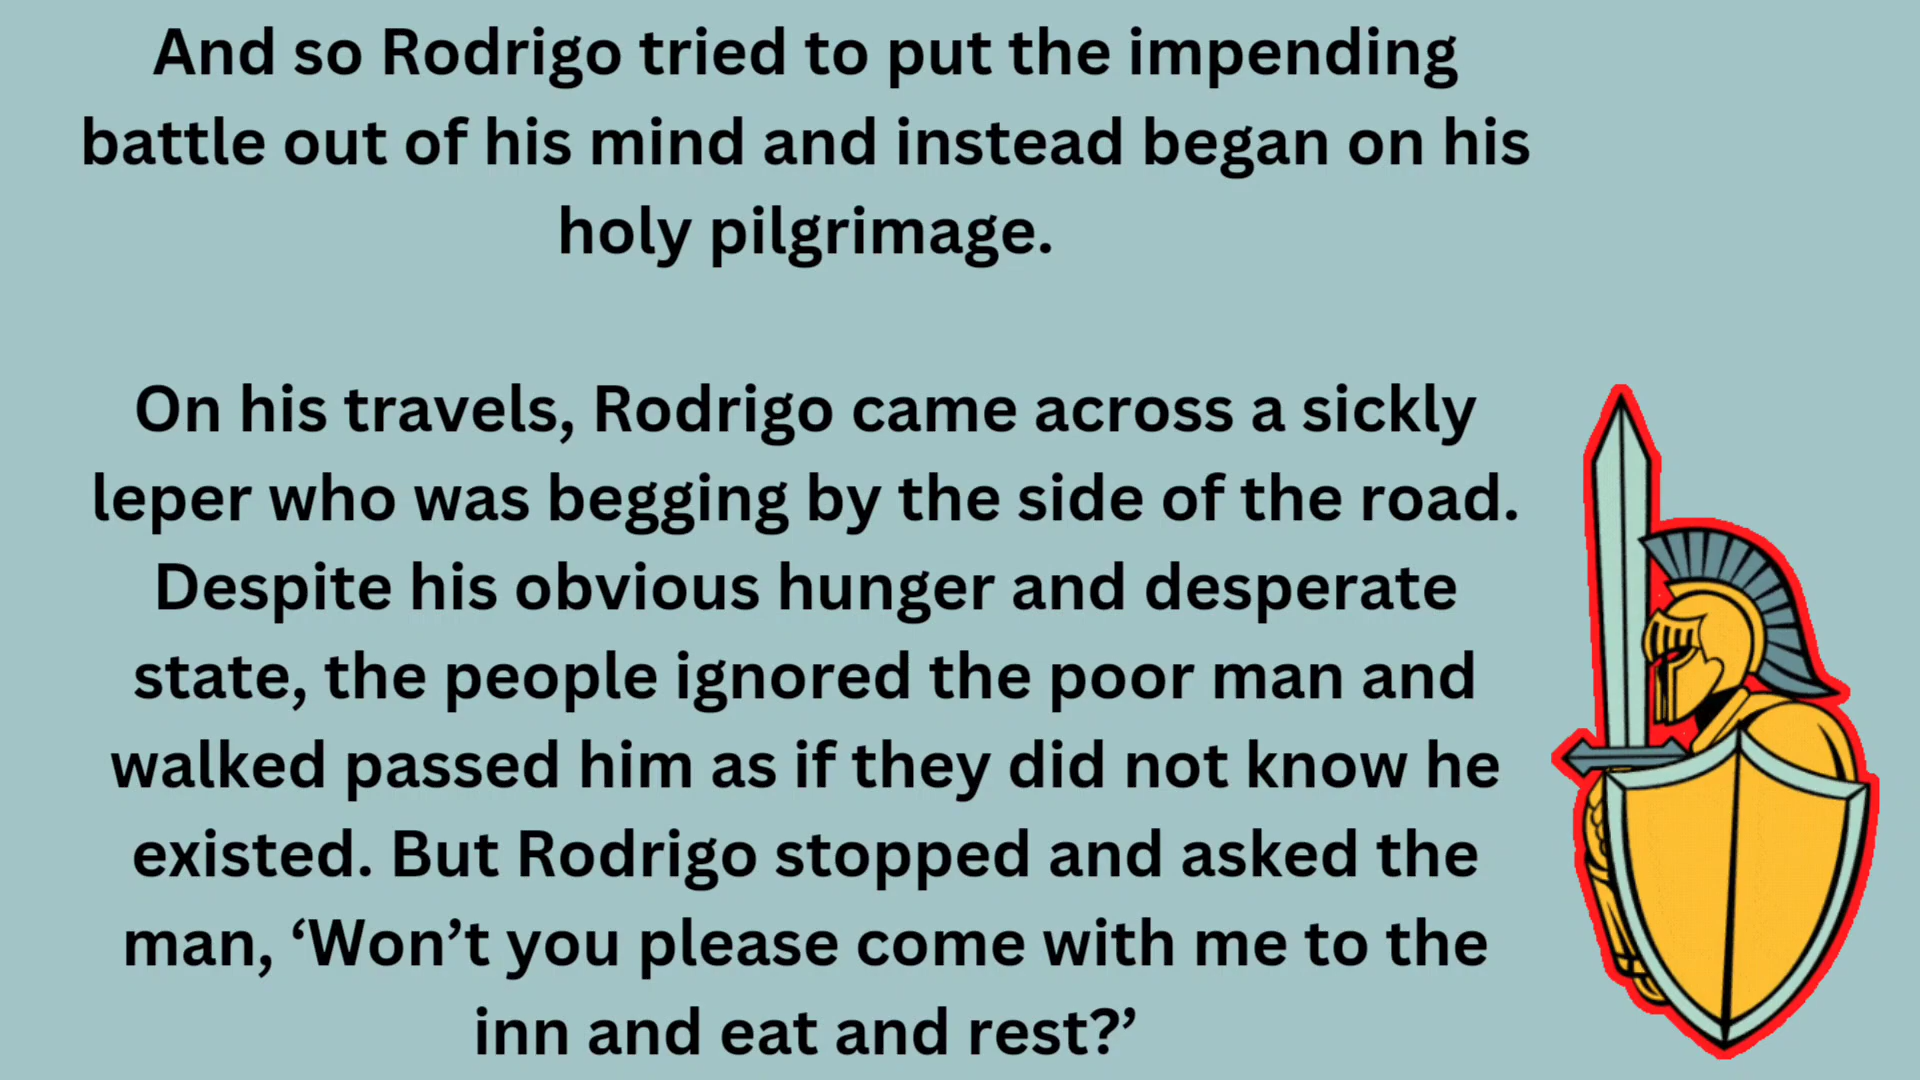 And so Rodrigo tried to put the impending
battle out of his mind and instead began on his
holy pilgrimage.
On his travels, Rodrigo came across a sickly
leper who was begging by the side of the road.
Despite his obvious hunger and desperate
state, the people ignored the poor man and
walked passed him as if they did not know he
existed. But Rodrigo stopped and asked the
man, ‘Won’t you please come with me to the
inn and eat and rest?’